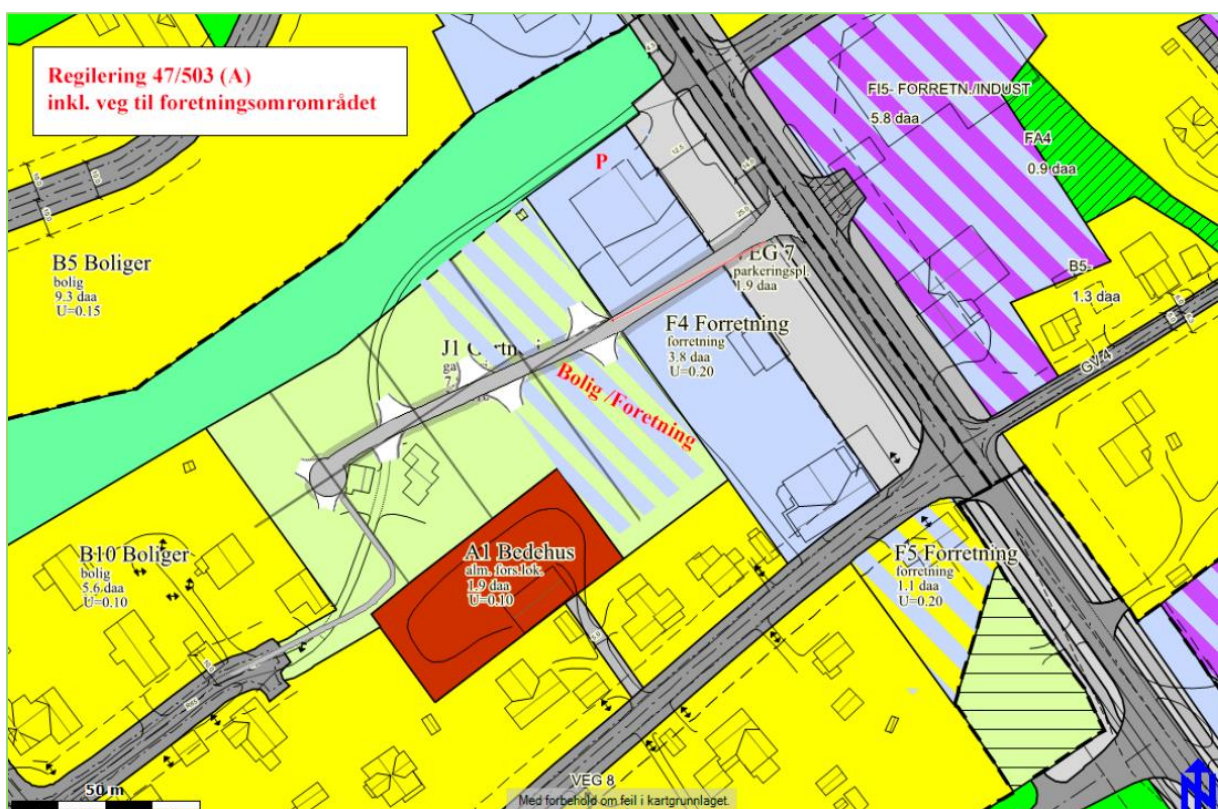 Regilering 47/503 (A)
inkl. veg til foretningsomrområdet
FI5- FORRETN./INDUST
5.8 daa
FA4
0.9 daa
P
B5 Boliger
bolig
9.3 daa
U=0.15
VEG 7
parkeringspl.
1.9 daa
B5-
1.3 daa
F4 Forretning
forretning
3.8 daa
U=0.20
J1
Bolig /Foretning
GV 4
B10 Boliger
bolig
5.6 daa
U=0.10
A1 Bedehus
alm. fors.lok.
1.9 daa
U=0.10
F5 Forretning
forretning
1.1 daa
U=0.20
VEG 8
50 m
Med forbehold om feil i kartgrunnlaget.
N